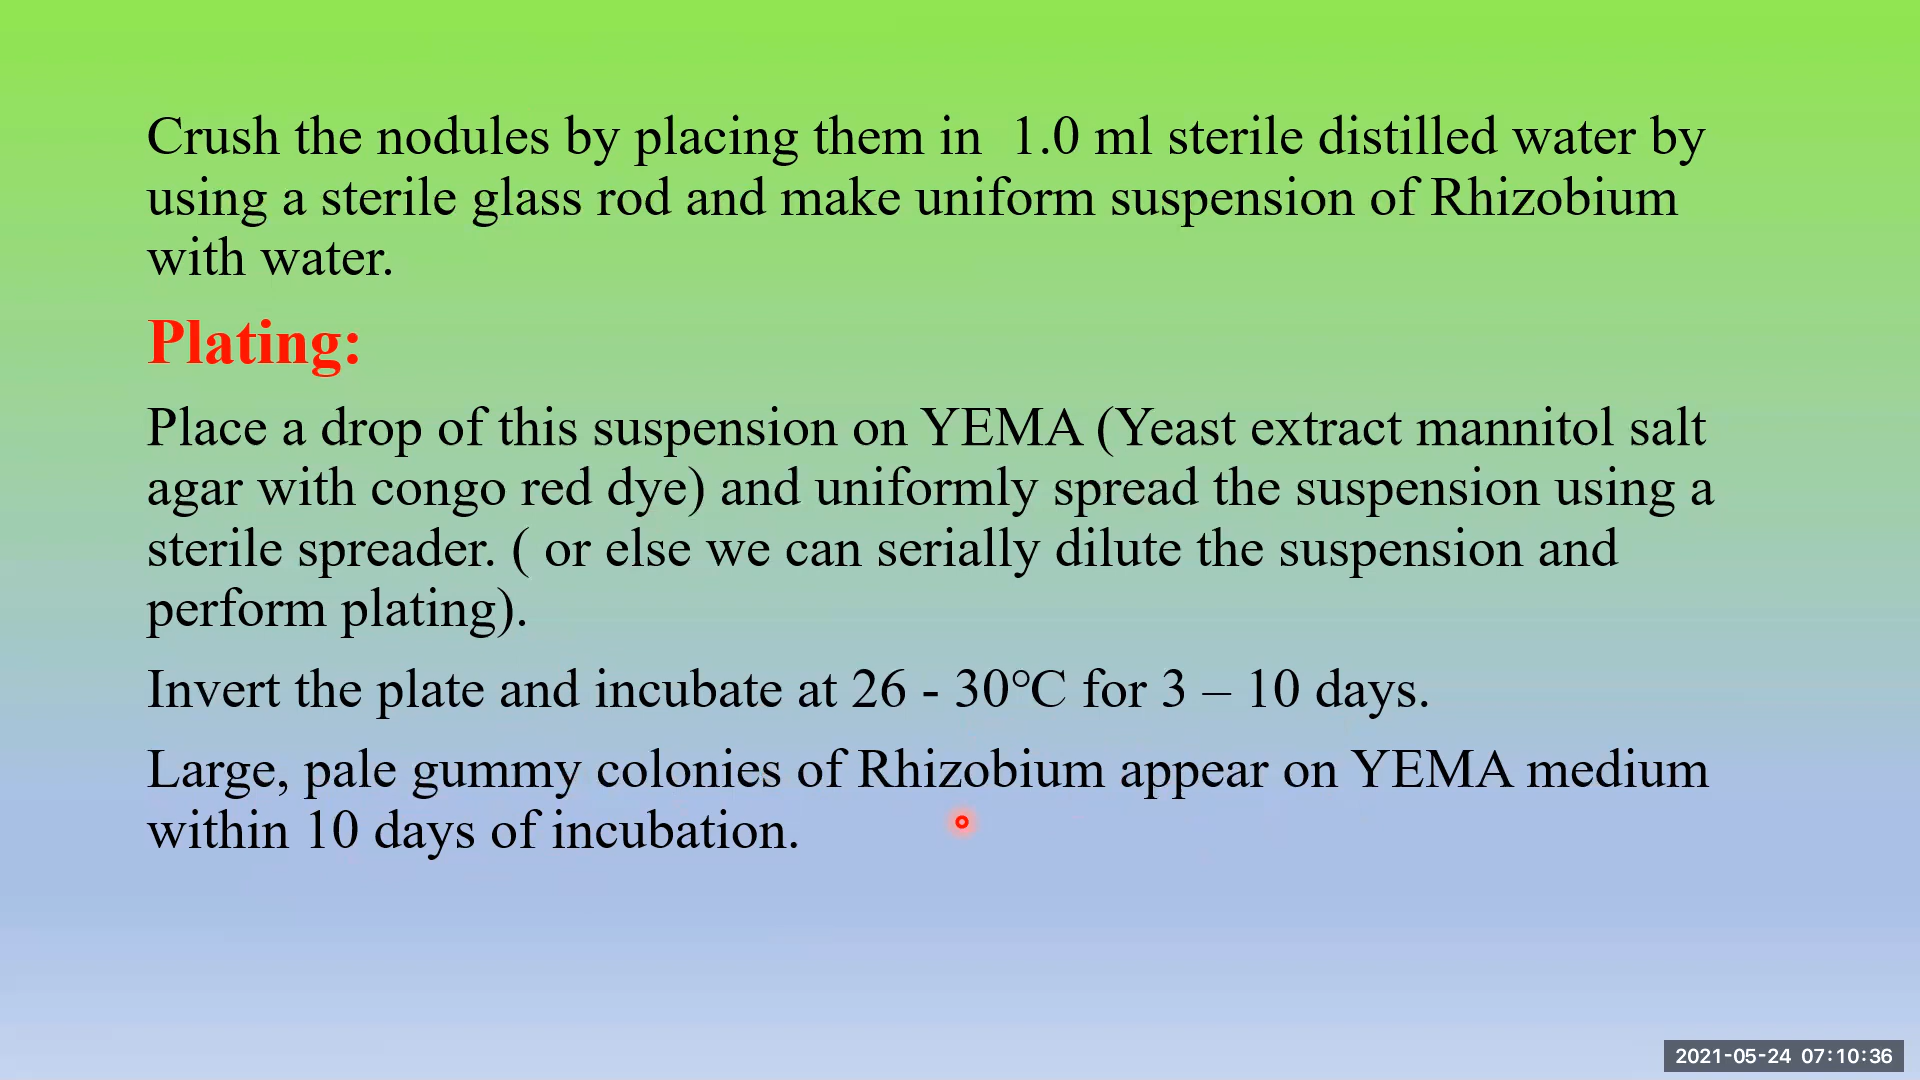 Crush the nodules by placing them in  1.0 ml sterile distilled water by
using a sterile glass rod and make uniform suspension of Rhizobium
with water.
Plating:
Place a drop of this suspension on YEMA (Yeast extract mannitol salt
agar with congo red dye) and uniformly spread the suspension using a
sterile spreader. ( or else we can serially dilute the suspension and
perform plating).
Invert the plate and incubate at 26 - 30℃ for 3 – 10 days.
Large, pale gummy colonies of Rhizobium appear on YEMA medium
within 10 days of incubation.
2021-05-24 07:10:36